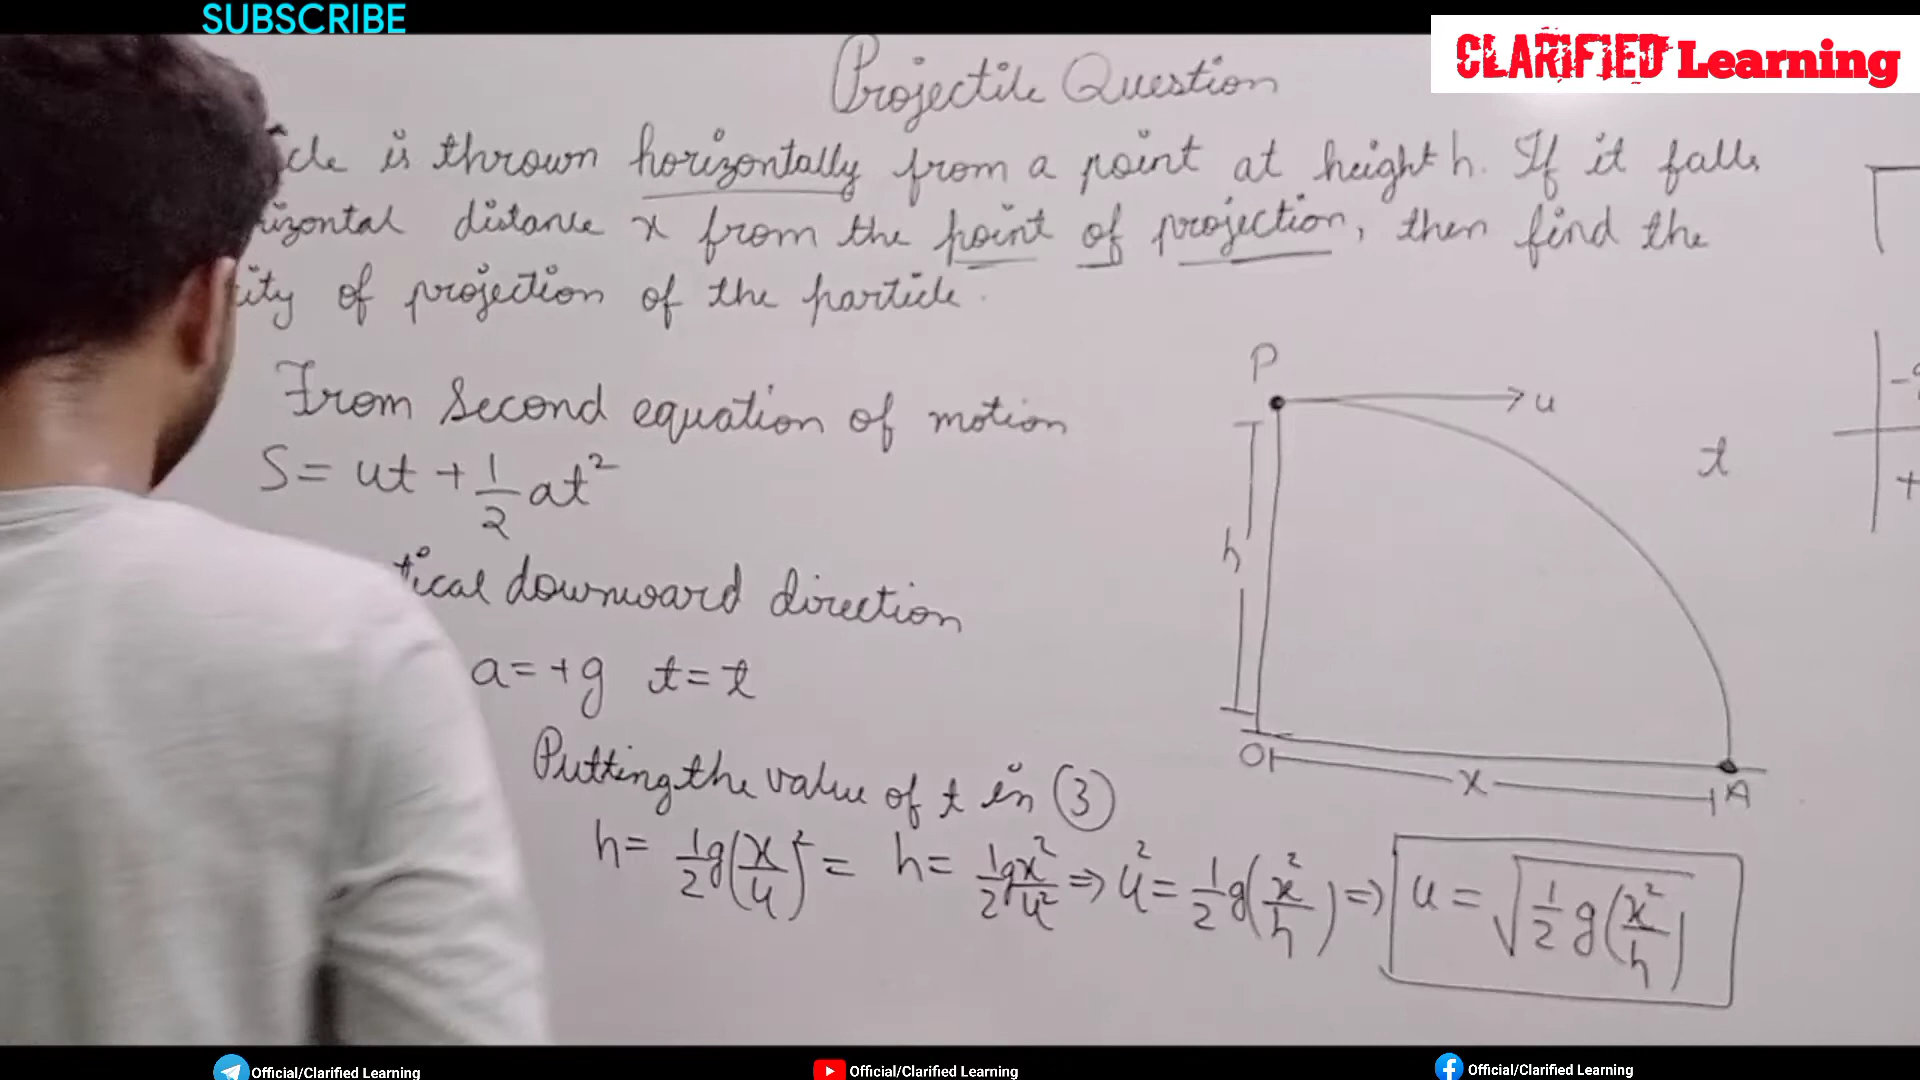 SUBSCRIBE
CLARIFIED Learning
Projectile Question
is thrown horizontally from a point at height h. If it falls
distance x from the point of projection, then find the
of projection of the particle.
From Second equation of motion
S = ut + 1/2 at²
downward direction
a = +g t = t
Putting the value of t in (3)
h = 1/2 g(x/u)² = h = 1/2 gx²/u² ⇒ u² = 1/2 g(x²/h) ⇒ u = √(1/2 g(x²/h))
P
u
t
h
O
x
A
+
Official/Clarified Learning
Official/Clarified Learning
Official/Clarified Learning